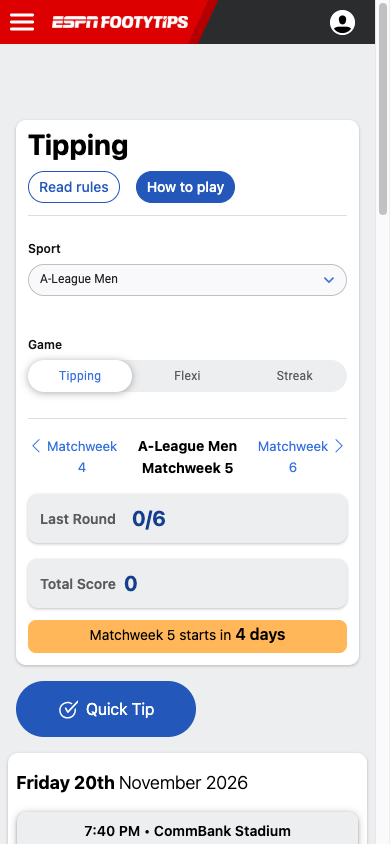 ESPN FOOTYTIPS
Tipping
Read rules
How to play
Sport
A-League Men
Game
Tipping
Flexi
Streak
Matchweek
4
A-League Men
Matchweek 5
Matchweek
6
Last Round 0/6
Total Score 0
Matchweek 5 starts in 4 days
Quick Tip
Friday 20th November 2026
7:40 PM • CommBank Stadium